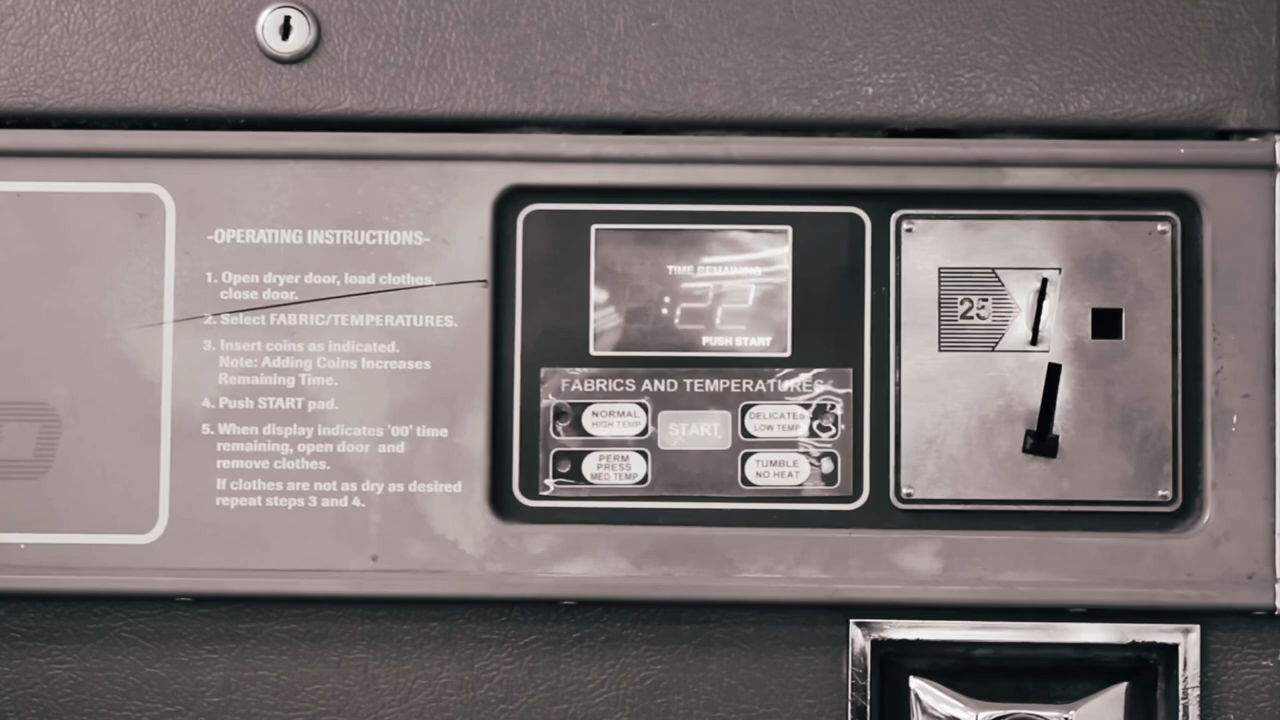 -OPERATING INSTRUCTIONS-
1. Open dryer door, load clothes,
close door.
2. Select FABRIC/TEMPERATURES.
3. Insert coins as indicated.
Note: Adding Coins Increases
Remaining Time.
4. Push START pad.
5. When display indicates '00' time
remaining, open door and
remove clothes.
If clothes are not as dry as desired
repeat steps 3 and 4.
TIME REMAINING
:22
PUSH START
FABRICS AND TEMPERATURES
NORMAL
HIGH TEMP
START
DELICATES
LOW TEMP
PERM
PRESS
MED TEMP
TUMBLE
NO HEAT
25